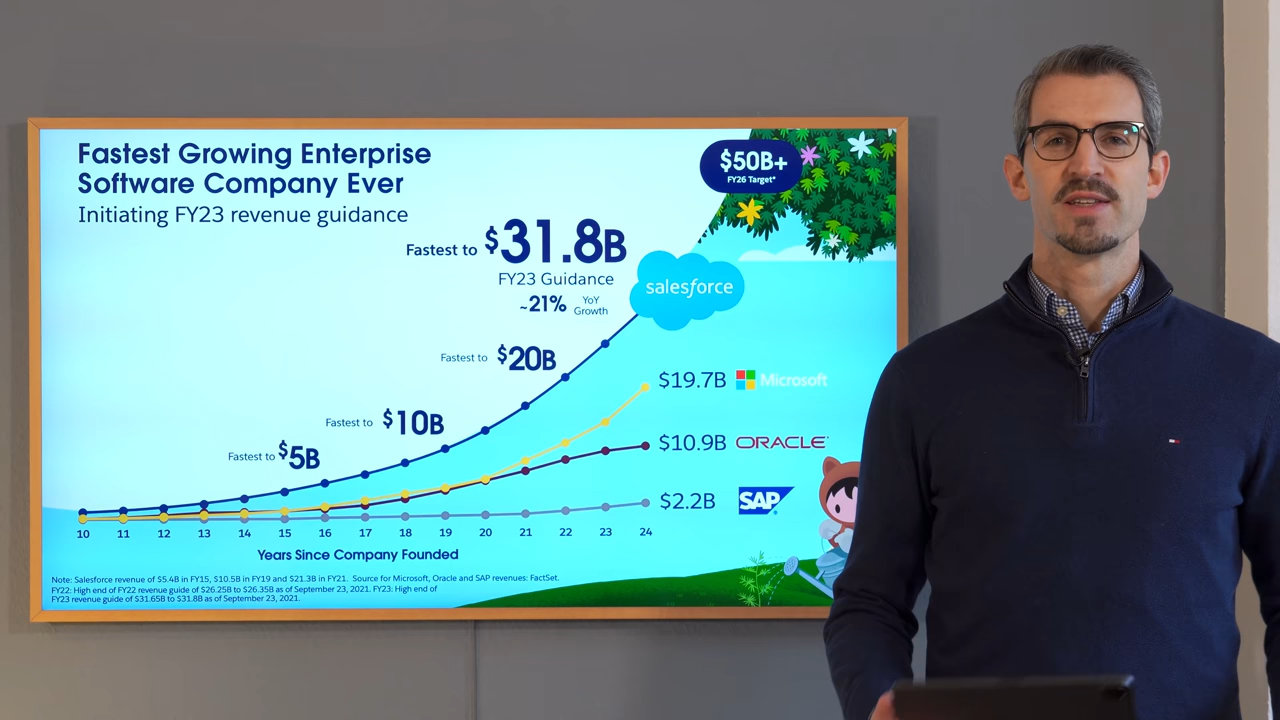 Fastest Growing Enterprise
Software Company Ever
Initiating FY23 revenue guidance
$50B+
FY26 Target*
Fastest to $31.8B
FY23 Guidance
~21% YoY Growth
salesforce
Fastest to $20B
$19.7B Microsoft
Fastest to $10B
$10.9B ORACLE
Fastest to $5B
$2.2B SAP
10 11 12 13 14 15 16 17 18 19 20 21 22 23 24
Years Since Company Founded
Note: Salesforce revenue of $5.4B in FY15, $10.5B in FY19 and $21.3B in FY21. Source for Microsoft, Oracle and SAP revenues: FactSet.
FY22: High end of FY22 revenue guide of $26.25B to $26.35B as of September 23, 2021. FY23: High end of
FY23 revenue guide of $31.65B to $31.8B as of September 23, 2021.